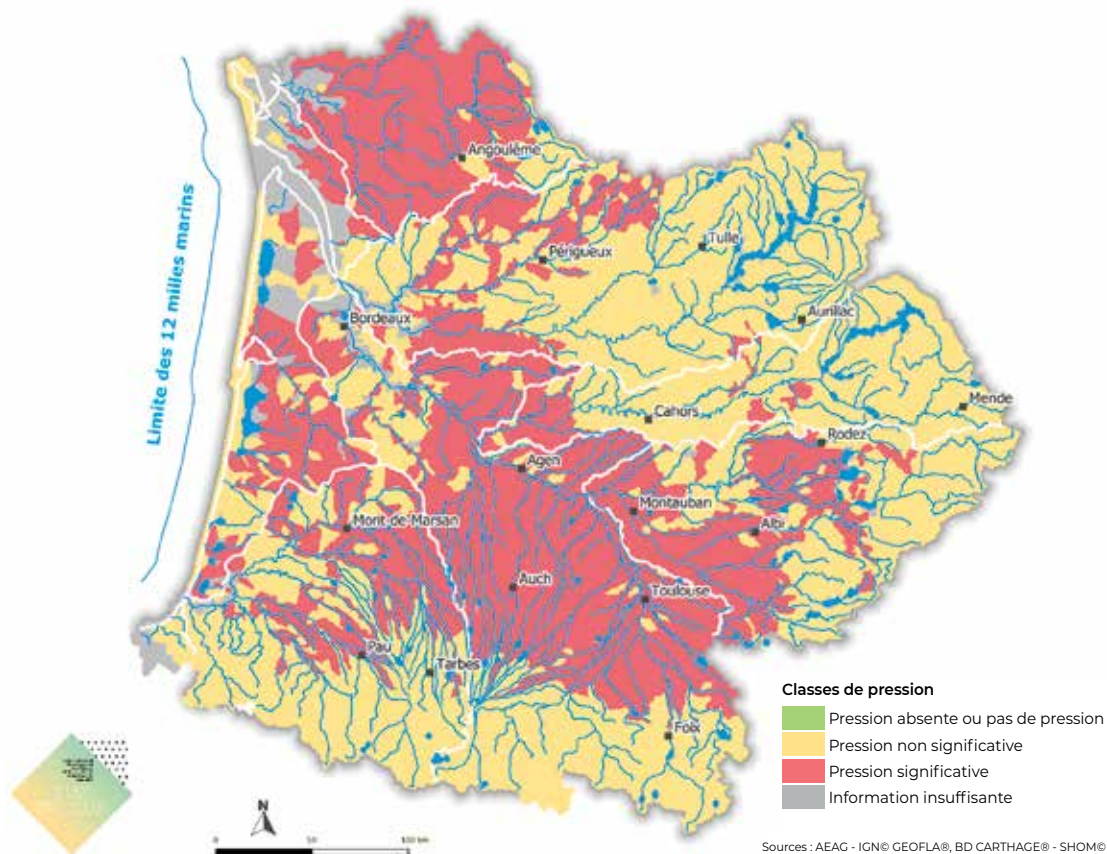 Limite des 12 milles marins
Angoulême
Périgueux
Tulle
Aurillac
Bordeaux
Mende
Cahors
Rodez
Agen
Montauban
Albi
Mont-de-Marsan
Auch
Toulouse
Pau
Tarbes
Foix
Classes de pression
Pression absente ou pas de pression
Pression non significative
Pression significative
Information insuffisante
N
0 50 100 km
Sources : AEAG - IGN© GEOFLA®, BD CARTHAGE® - SHOM©